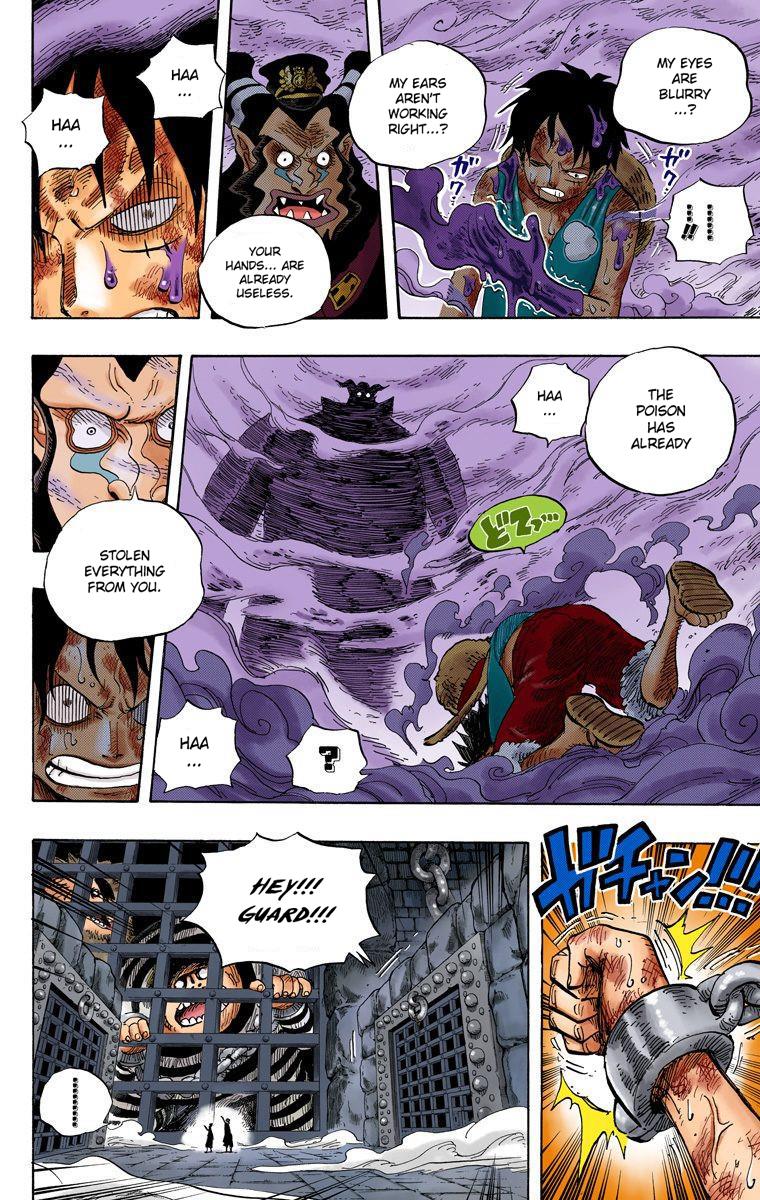 MY EYES
ARE
BLURRY
...?
......!!
ガク
MY EARS
AREN'T
WORKING
RIGHT...?
ガク
YOUR
HANDS... ARE
ALREADY
USELESS.
HAA
...
HAA
...
THE
POISON
HAS
ALREADY
HAA
...
どてっ…
?
HAA
...
STOLEN
EVERYTHING
FROM YOU.
ガチャン!!!
HEY!!!
GUARD!!!
........